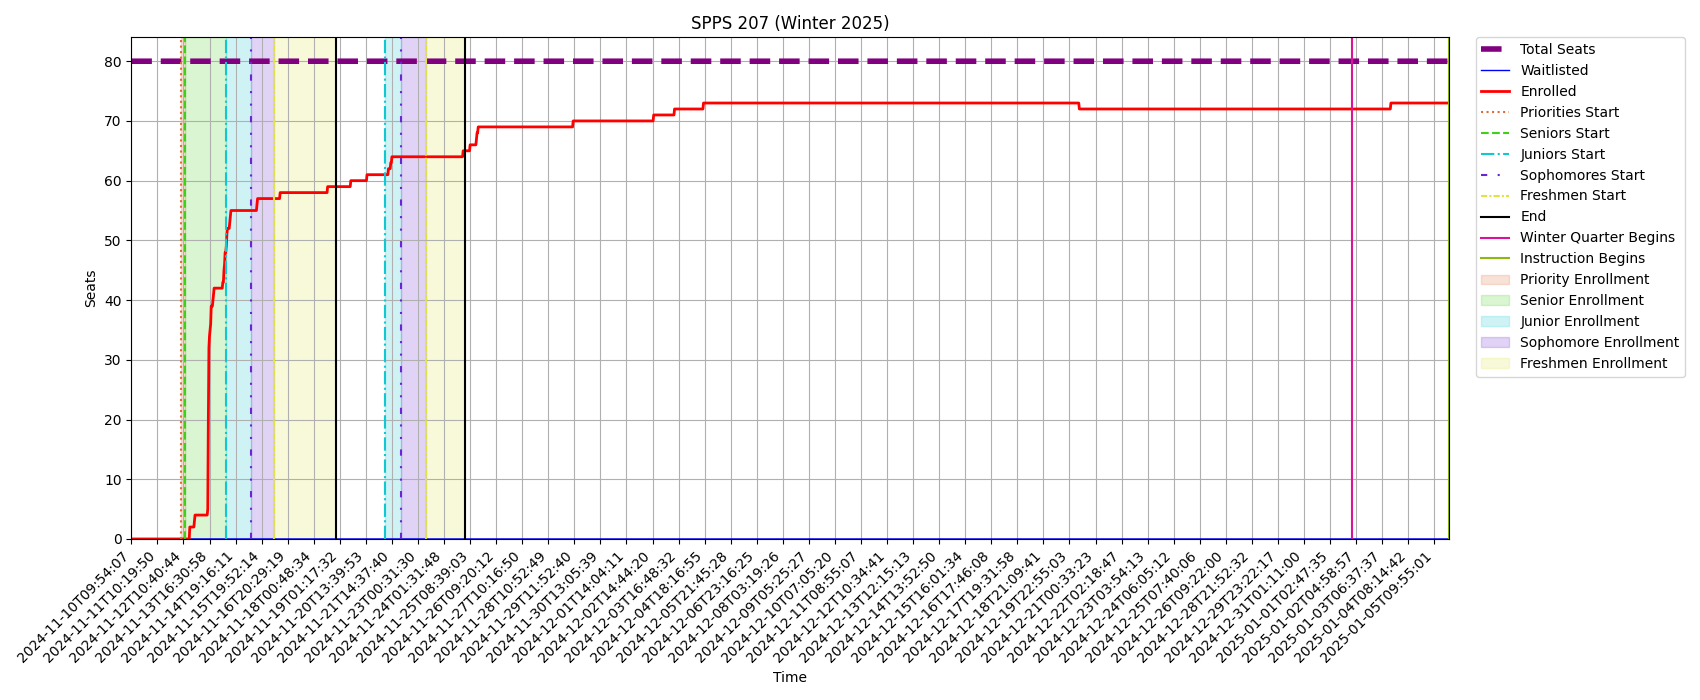 SPPS 207 (Winter 2025)
Seats
80
70
60
50
40
30
20
10
0
2024-11-10T09:54:07
2024-11-11T10:19:50
2024-11-12T10:40:44
2024-11-13T16:30:58
2024-11-14T19:16:11
2024-11-15T19:52:14
2024-11-16T20:29:19
2024-11-18T00:48:34
2024-11-19T01:17:32
2024-11-20T13:39:53
2024-11-21T14:37:40
2024-11-23T00:31:30
2024-11-24T01:31:48
2024-11-25T08:39:03
2024-11-26T09:20:12
2024-11-27T10:16:50
2024-11-28T10:52:49
2024-11-29T11:52:40
2024-11-30T13:05:39
2024-12-01T14:04:11
2024-12-02T14:44:20
2024-12-03T16:48:32
2024-12-04T18:16:55
2024-12-05T21:45:28
2024-12-06T23:16:25
2024-12-08T03:19:26
2024-12-09T05:25:27
2024-12-10T07:05:20
2024-12-11T08:55:07
2024-12-12T10:34:41
2024-12-13T12:15:13
2024-12-14T13:52:50
2024-12-15T16:01:34
2024-12-16T17:46:08
2024-12-17T19:31:58
2024-12-18T21:09:41
2024-12-19T22:55:03
2024-12-21T00:33:23
2024-12-22T02:18:47
2024-12-23T03:54:13
2024-12-24T06:05:12
2024-12-25T07:40:06
2024-12-26T09:22:00
2024-12-28T21:52:32
2024-12-29T23:22:17
2024-12-31T01:11:00
2025-01-01T02:47:35
2025-01-02T04:58:57
2025-01-03T06:37:37
2025-01-04T08:14:42
2025-01-05T09:55:01
Time
Total Seats
Waitlisted
Enrolled
Priorities Start
Seniors Start
Juniors Start
Sophomores Start
Freshmen Start
End
Winter Quarter Begins
Instruction Begins
Priority Enrollment
Senior Enrollment
Junior Enrollment
Sophomore Enrollment
Freshmen Enrollment